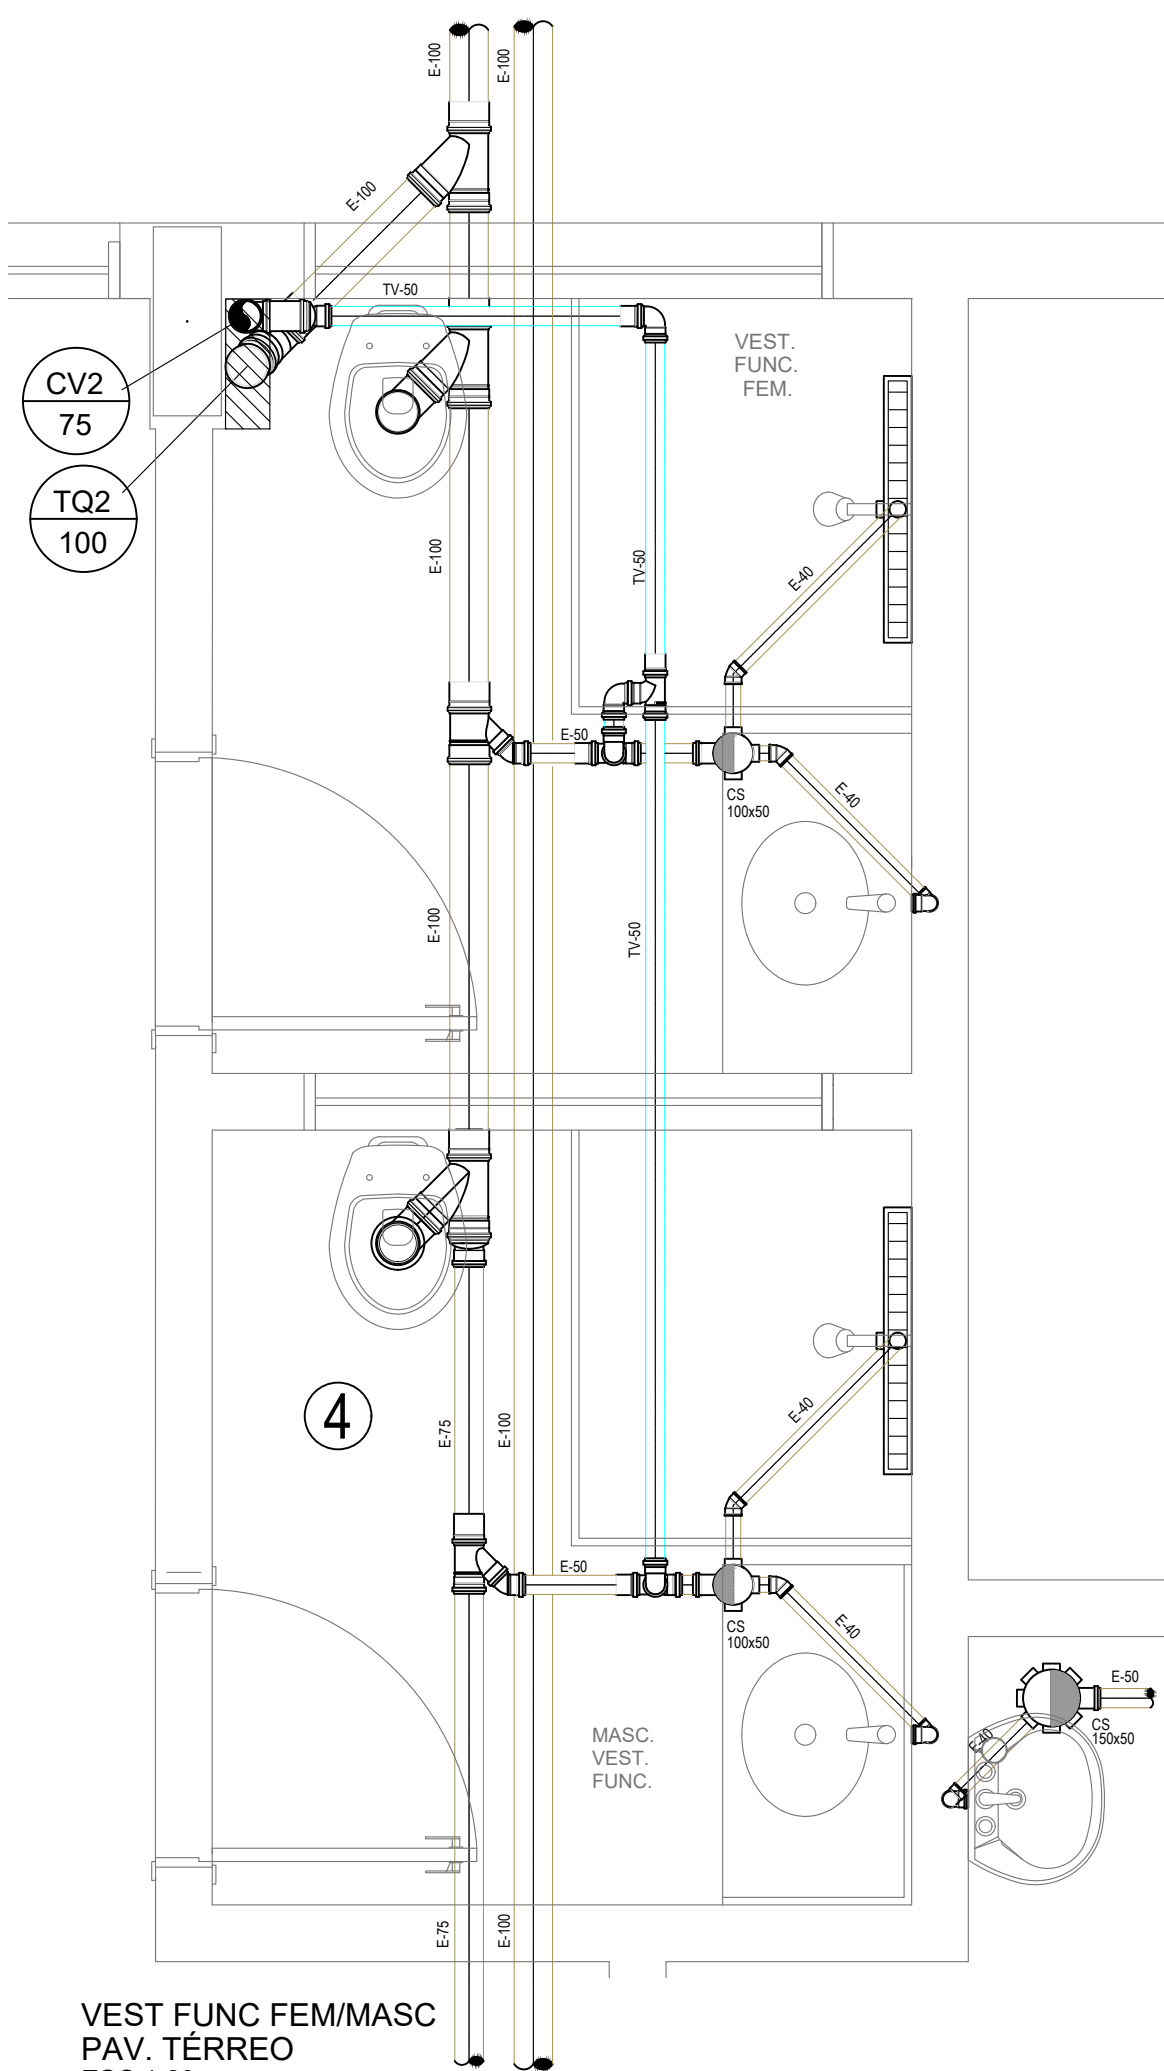 E-100
E-100
E-100
TV-50
VEST.
FUNC.
FEM.
CV2
75
TQ2
100
E-100
TV-50
E-40
E-50
CS
100x50
E-40
E-100
TV-50
4
E-75
E-100
E-40
E-50
CS
100x50
E-40
E-50
CS
150x50
E-40
MASC.
VEST.
FUNC.
E-75
E-100
VEST FUNC FEM/MASC
PAV. TÉRREO